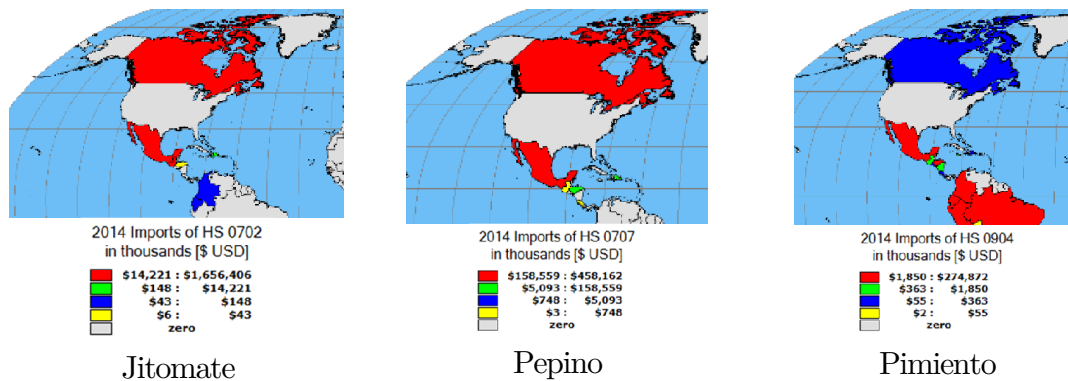 2014 Imports of HS 0702
in thousands [$ USD]
$14,221 : $1,656,406
$148 : $14,221
$43 : $148
$6 : $43
zero
Jitomate
2014 Imports of HS 0707
in thousands [$ USD]
$158,559 : $458,162
$5,093 : $158,559
$748 : $5,093
$3 : $748
zero
Pepino
2014 Imports of HS 0904
in thousands [$ USD]
$1,850 : $274,872
$363 : $1,850
$55 : $363
$2 : $55
zero
Pimiento